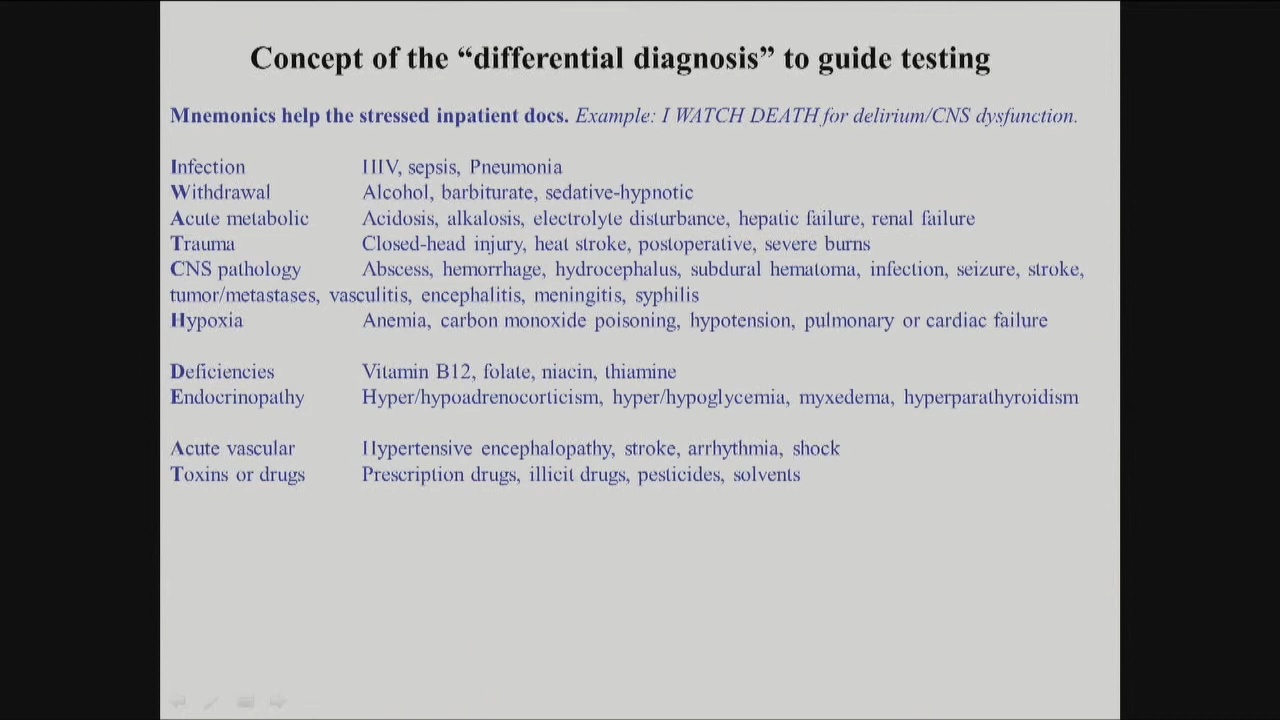 Concept of the “differential diagnosis” to guide testing
Mnemonics help the stressed inpatient docs. Example: I WATCH DEATH for delirium/CNS dysfunction.
Infection HIV, sepsis, Pneumonia
Withdrawal Alcohol, barbiturate, sedative-hypnotic
Acute metabolic Acidosis, alkalosis, electrolyte disturbance, hepatic failure, renal failure
Trauma Closed-head injury, heat stroke, postoperative, severe burns
CNS pathology Abscess, hemorrhage, hydrocephalus, subdural hematoma, infection, seizure, stroke,
tumor/metastases, vasculitis, encephalitis, meningitis, syphilis
Hypoxia Anemia, carbon monoxide poisoning, hypotension, pulmonary or cardiac failure
Deficiencies Vitamin B12, folate, niacin, thiamine
Endocrinopathy Hyper/hypoadrenocorticism, hyper/hypoglycemia, myxedema, hyperparathyroidism
Acute vascular Hypertensive encephalopathy, stroke, arrhythmia, shock
Toxins or drugs Prescription drugs, illicit drugs, pesticides, solvents